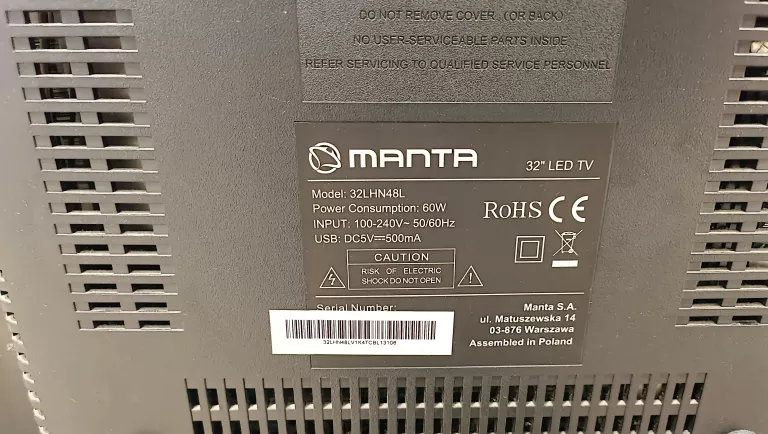 DO NOT REMOVE COVER (OR BACK)
NO USER-SERVICEABLE PARTS INSIDE
REFER SERVICING TO QUALIFIED SERVICE PERSONNEL
MANTA
32" LED TV
Model: 32LHN48L
Power Consumption: 60W
INPUT: 100-240V~ 50/60Hz
USB: DC5V⎓500mA
RoHS CE
CAUTION
RISK OF ELECTRIC
SHOCK DO NOT OPEN
Serial Number:
32LHN48LV1K4TCBL13108
Manta S.A.
ul. Matuszewska 14
03-876 Warszawa
Assembled in Poland